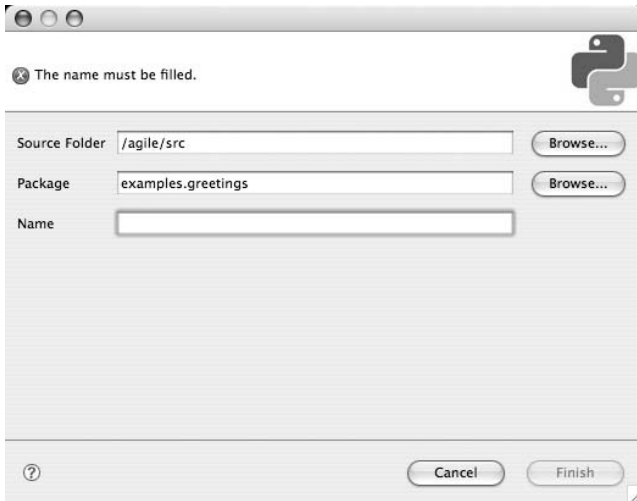 The name must be filled.
Source Folder /agile/src Browse...
Package examples.greetings Browse...
Name
? Cancel Finish